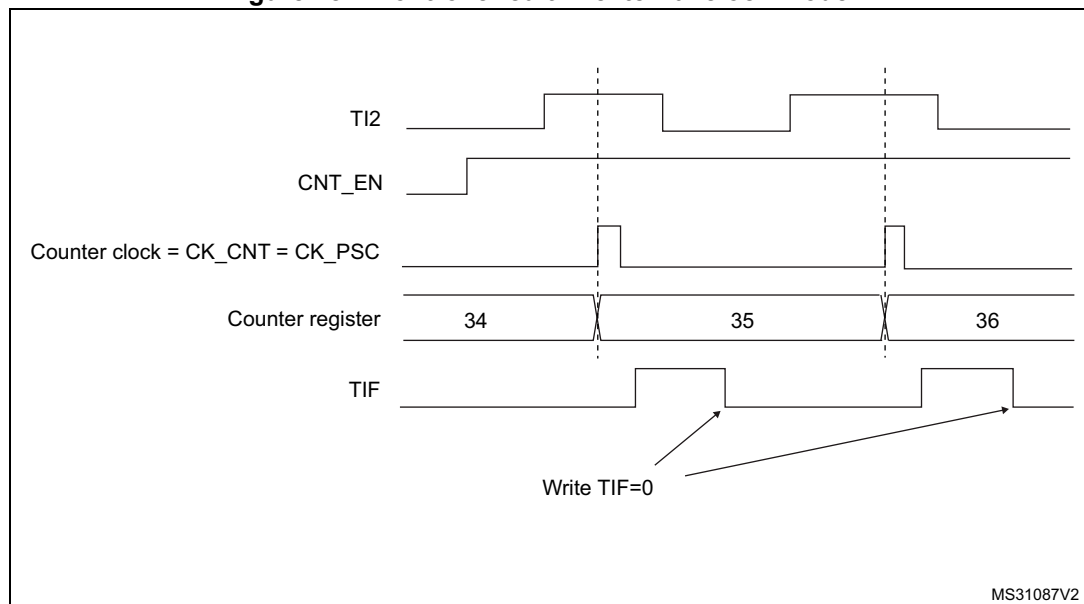 TI2
CNT_EN
Counter clock = CK_CNT = CK_PSC
Counter register
34
35
36
TIF
Write TIF=0
MS31087V2